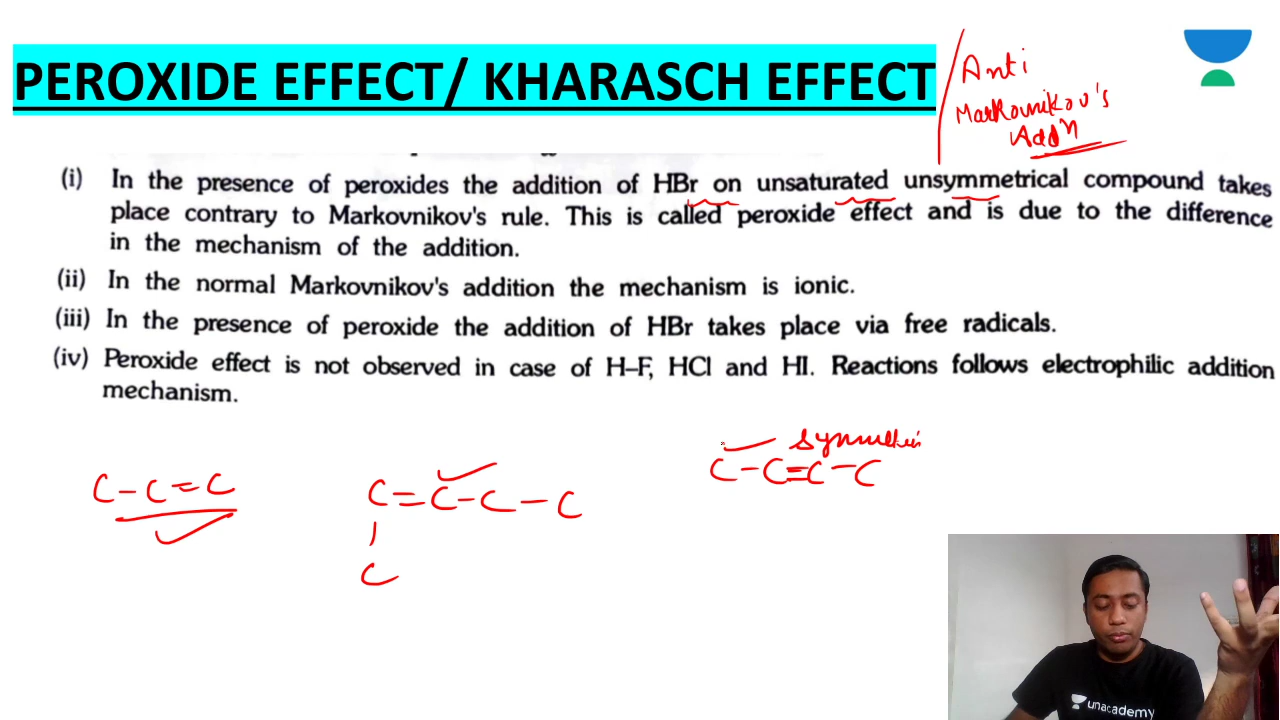 PEROXIDE EFFECT/ KHARASCH EFFECT
Anti
Markovnikov's
Addn
(i) In the presence of peroxides the addition of HBr on unsaturated unsymmetrical compound takes
place contrary to Markovnikov's rule. This is called peroxide effect and is due to the difference
in the mechanism of the addition.
(ii) In the normal Markovnikov's addition the mechanism is ionic.
(iii) In the presence of peroxide the addition of HBr takes place via free radicals.
(iv) Peroxide effect is not observed in case of H–F, HCl and HI. Reactions follows electrophilic addition
mechanism.
C-C=C
C=C-C-C
C
C-C=C-C
unacademy